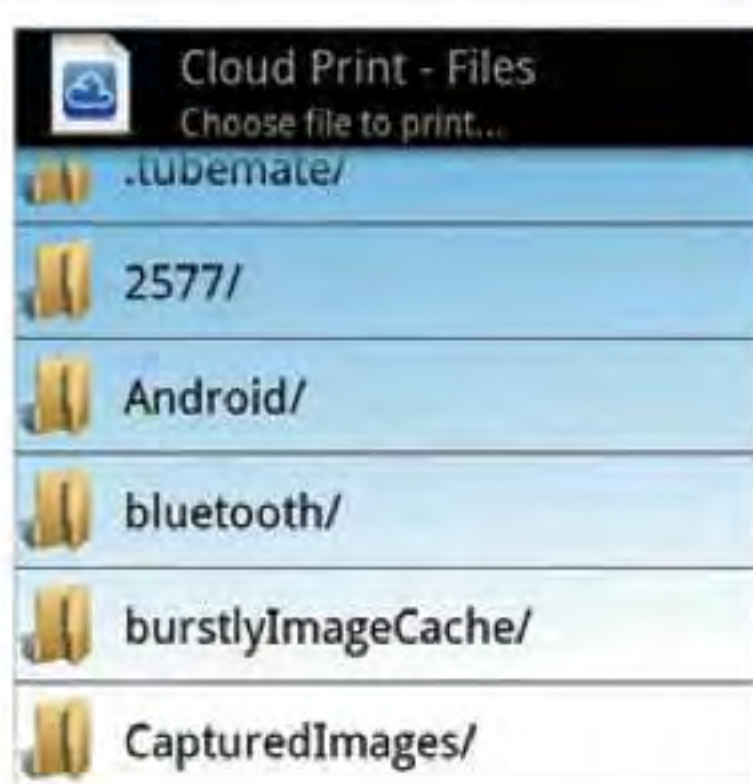 Cloud Print - Files
Choose file to print...
.tubemate/
2577/
Android/
bluetooth/
burstlyImageCache/
CapturedImages/